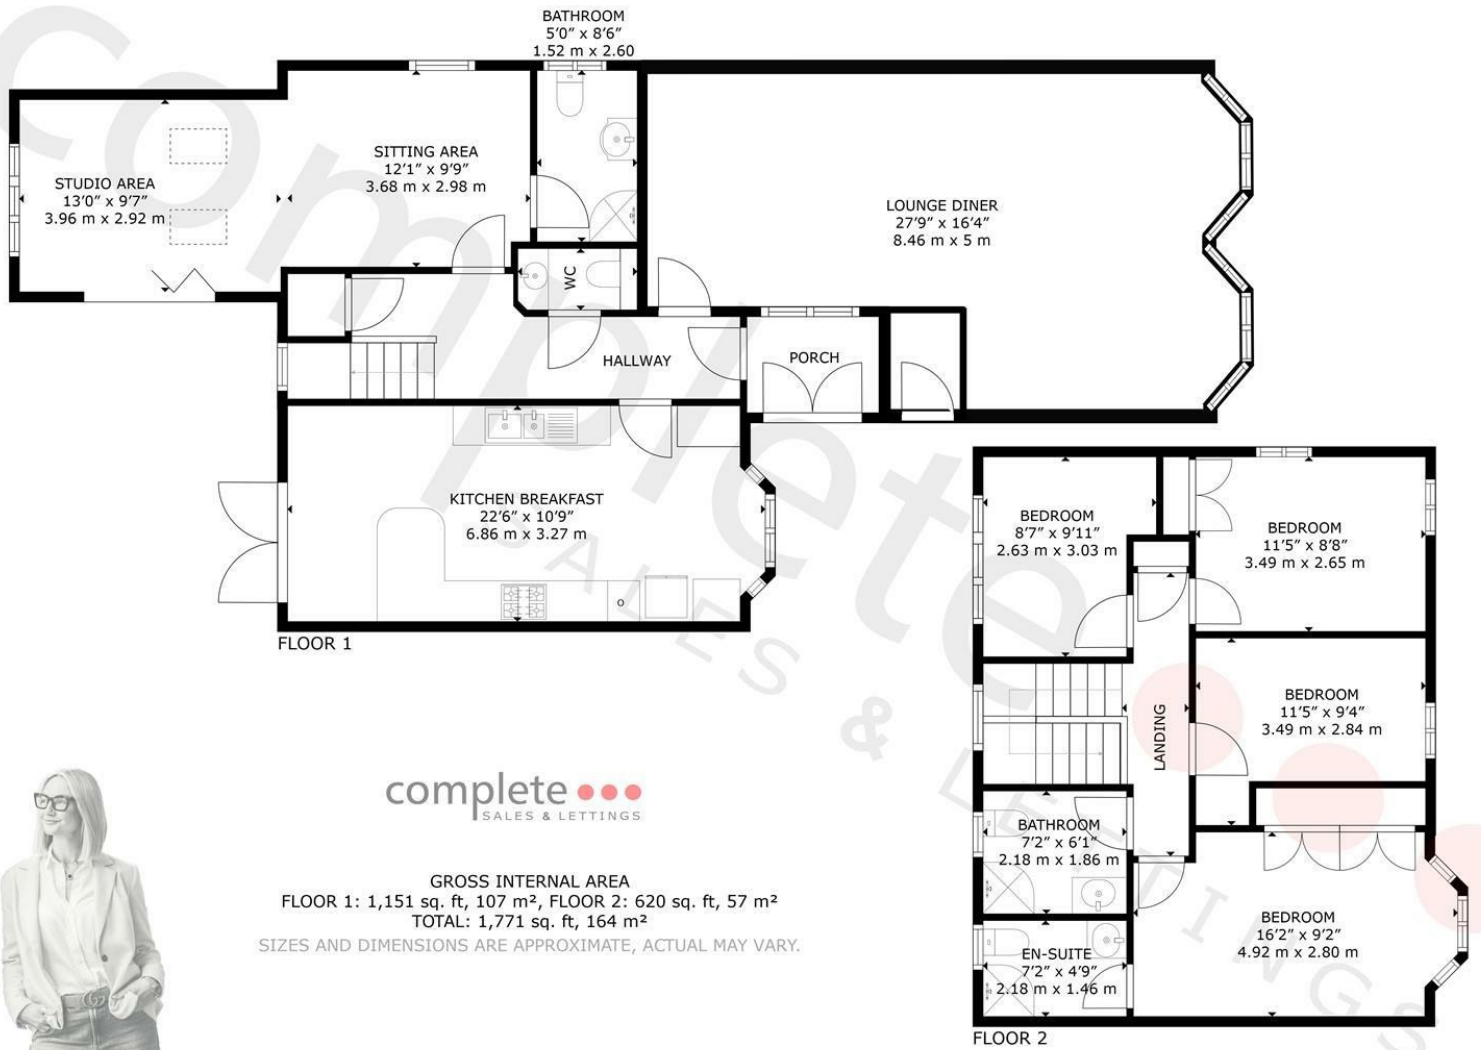 BATHROOM
5'0" x 8'6"
1.52 m x 2.60
SITTING AREA
12'1" x 9'9"
3.68 m x 2.98 m
STUDIO AREA
13'0" x 9'7"
3.96 m x 2.92 m
LOUNGE DINER
27'9" x 16'4"
8.46 m x 5 m
WC
HALLWAY
PORCH
KITCHEN BREAKFAST
22'6" x 10'9"
6.86 m x 3.27 m
FLOOR 1
BEDROOM
8'7" x 9'11"
2.63 m x 3.03 m
BEDROOM
11'5" x 8'8"
3.49 m x 2.65 m
BEDROOM
11'5" x 9'4"
3.49 m x 2.84 m
LANDING
BATHROOM
7'2" x 6'1"
2.18 m x 1.86 m
BEDROOM
16'2" x 9'2"
4.92 m x 2.80 m
EN-SUITE
7'2" x 4'9"
2.18 m x 1.46 m
FLOOR 2
complete
SALES & LETTINGS
GROSS INTERNAL AREA
FLOOR 1: 1,151 sq. ft, 107 m², FLOOR 2: 620 sq. ft, 57 m²
TOTAL: 1,771 sq. ft, 164 m²
SIZES AND DIMENSIONS ARE APPROXIMATE, ACTUAL MAY VARY.
complete
SALES & LETTINGS